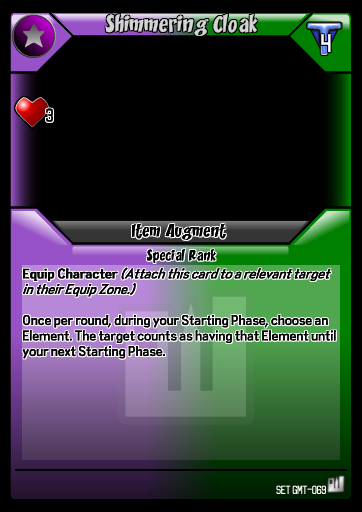 Shimmering Cloak
4
3
Item Augment
Special Rank
Equip Character (Attach this card to a relevant target
in their Equip Zone.)
Once per round, during your Starting Phase, choose an
Element. The target counts as having that Element until
your next Starting Phase.
SET GMT-069